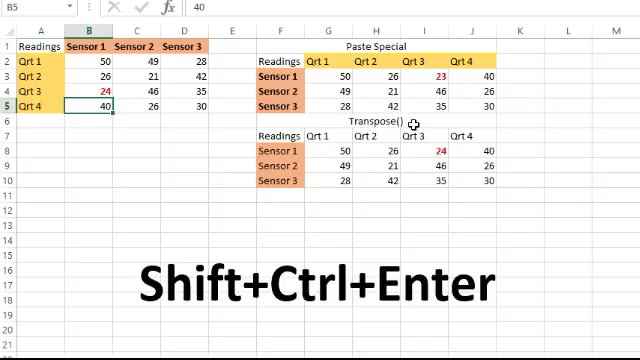 B5 fx 40
A B C D E F G H I J K L M
1 Readings Sensor 1 Sensor 2 Sensor 3 Paste Special
2 Qrt 1 50 49 28 Readings Qrt 1 Qrt 2 Qrt 3 Qrt 4
3 Qrt 2 26 21 42 Sensor 1 50 26 23 40
4 Qrt 3 24 46 35 Sensor 2 49 21 46 26
5 Qrt 4 40 26 30 Sensor 3 28 42 35 30
6 Transpose()
7 Readings Qrt 1 Qrt 2 Qrt 3 Qrt 4
8 Sensor 1 50 26 24 40
9 Sensor 2 49 21 46 26
10 Sensor 3 28 42 35 30
11
12
13
14
15
16
17
18
19
20
21
Shift+Ctrl+Enter